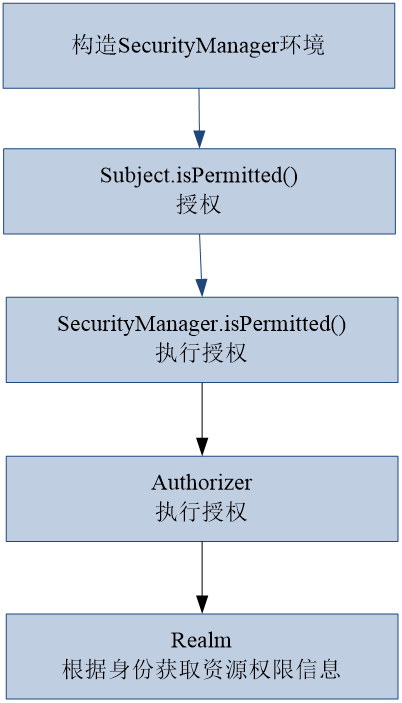 构造SecurityManager环境
Subject.isPermitted()
授权
SecurityManager.isPermitted()
执行授权
Authorizer
执行授权
Realm
根据身份获取资源权限信息